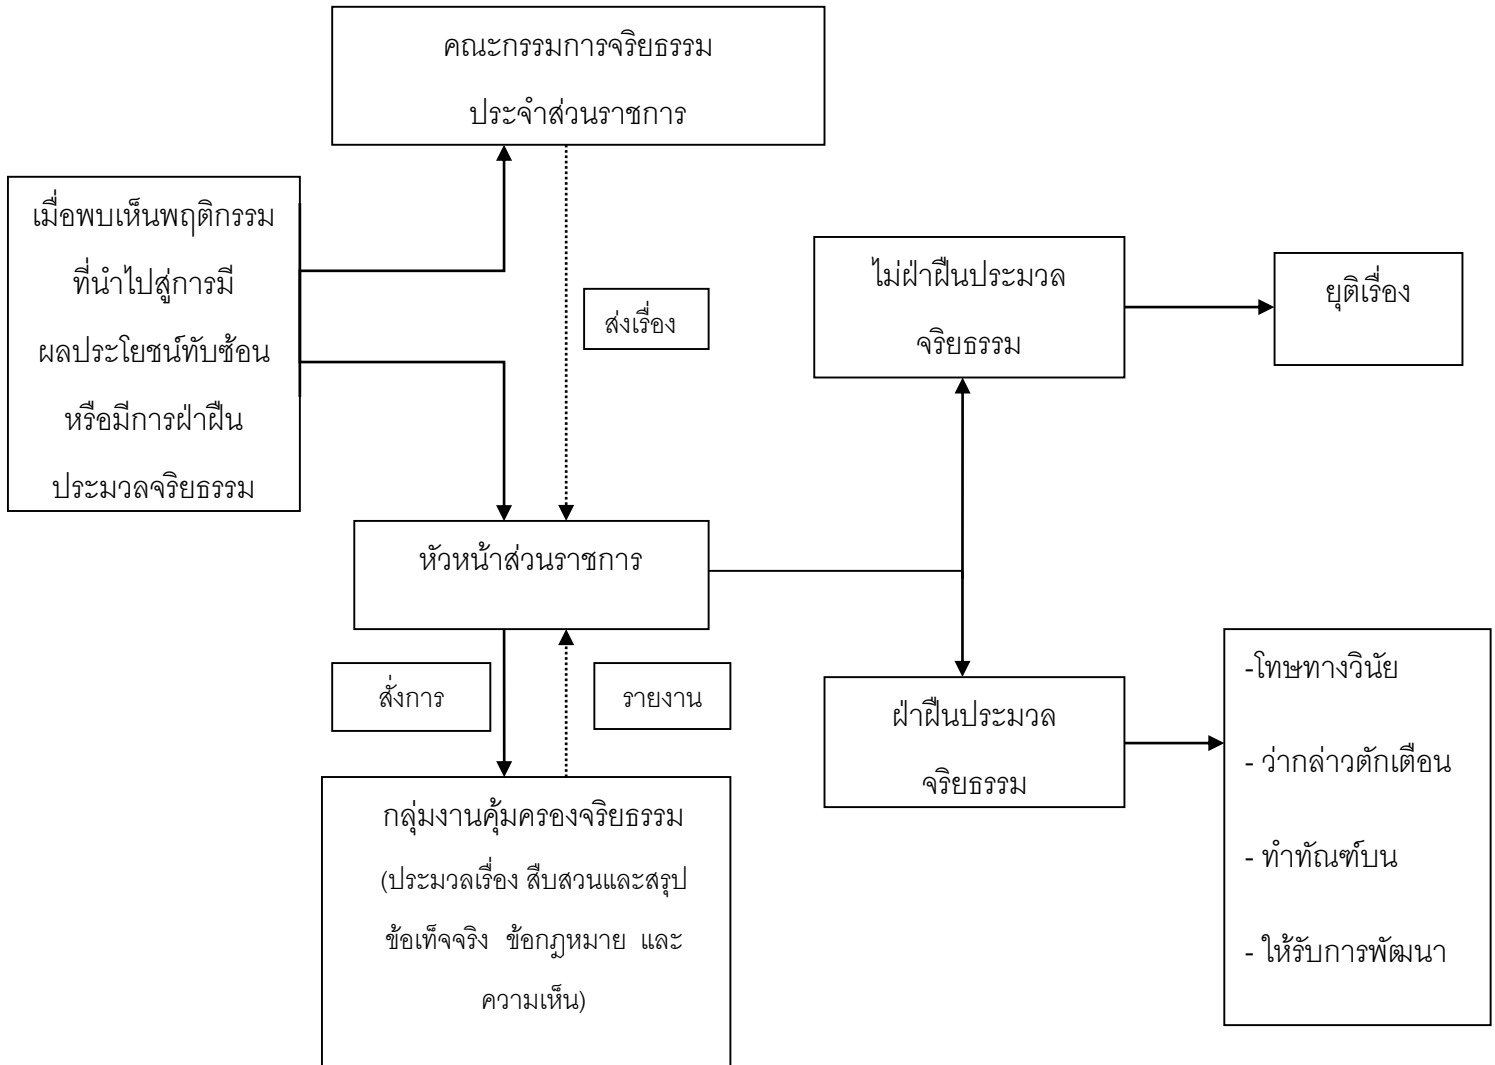 คณะกรรมการจริยธรรม
ประจำส่วนราชการ
เมื่อพบเห็นพฤติกรรม
ที่นำไปสู่การมี
ผลประโยชน์ทับซ้อน
หรือมีการฝ่าฝืน
ประมวลจริยธรรม
ส่งเรื่อง
ไม่ฝ่าฝืนประมวล
จริยธรรม
ยุติเรื่อง
หัวหน้าส่วนราชการ
สั่งการ
รายงาน
ฝ่าฝืนประมวล
จริยธรรม
-โทษทางวินัย
- ว่ากล่าวตักเตือน
- ทำทัณฑ์บน
- ให้รับการพัฒนา
กลุ่มงานคุ้มครองจริยธรรม
(ประมวลเรื่อง สืบสวนและสรุป
ข้อเท็จจริง ข้อกฎหมาย และ
ความเห็น)